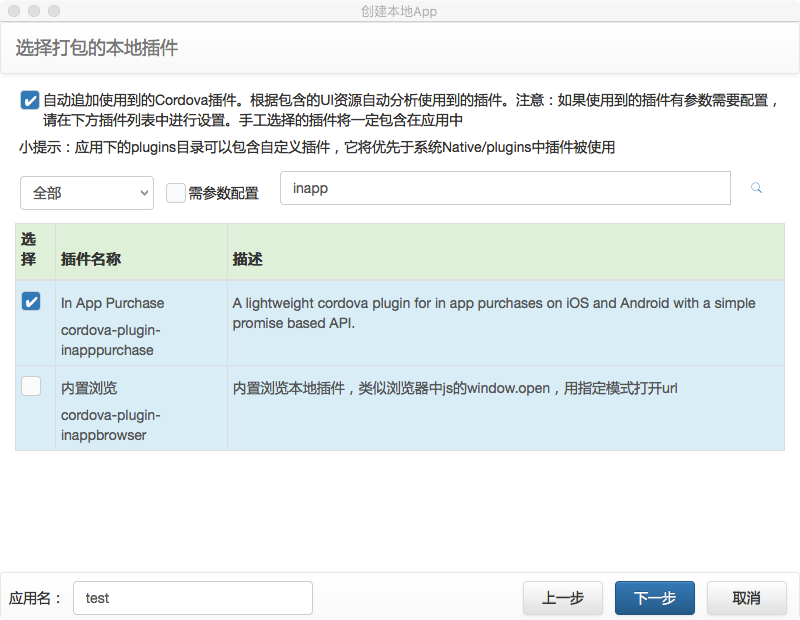 创建本地App
选择打包的本地插件
自动追加使用到的Cordova插件。根据包含的UI资源自动分析使用到的插件。注意：如果使用到的插件有参数需要配置，
请在下方插件列表中进行设置。手工选择的插件将一定包含在应用中
小提示：应用下的plugins目录可以包含自定义插件，它将优先于系统Native/plugins中插件被使用
全部 需参数配置 inapp
选
择 插件名称 描述
In App Purchase A lightweight cordova plugin for in app purchases on iOS and Android with a simple
promise based API.
cordova-plugin-
inapppurchase
内置浏览 内置浏览本地插件，类似浏览器中js的window.open，用指定模式打开url
cordova-plugin-
inappbrowser
应用名： test 上一步 下一步 取消